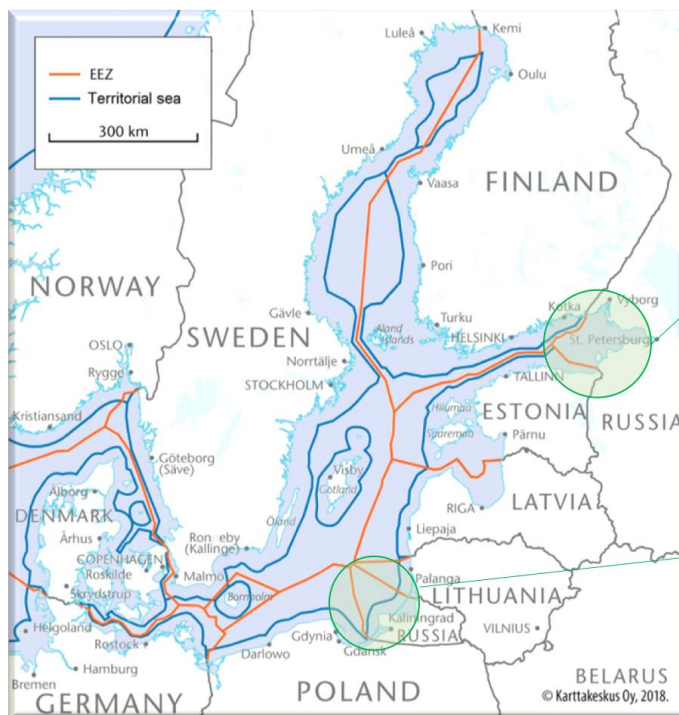 Luleå
Kemi
EEZ
Territorial sea
300 km
Oulu
Umeå
Vaasa
FINLAND
NORWAY
Pori
Gävle
SWEDEN
Åland
Islands
Turku
HELSINKI
Kotka
Vyborg
St. Petersburg
OSLO
Rygge
Norrtälje
STOCKHOLM
TALLINN
Hiiumaa
ESTONIA
RUSSIA
Kristiansand
Saremaa
Pärnu
Göteborg
(Säve)
Visby
Gotland
Ålborg
RIGA
LATVIA
DENMARK
Öland
Århus
Ronneby
(Kallinge)
Liepaja
COPENHAGEN
Roskilde
Malmö
Palanga
Skrydstrup
Bornholm
LITHUANIA
Helgoland
Rostock
Gdynia
Kaliningrad
RUSSIA
VILNIUS
Darlowo
Gdansk
Hamburg
Bremen
GERMANY
POLAND
BELARUS
© Karttakeskus Oy, 2018.